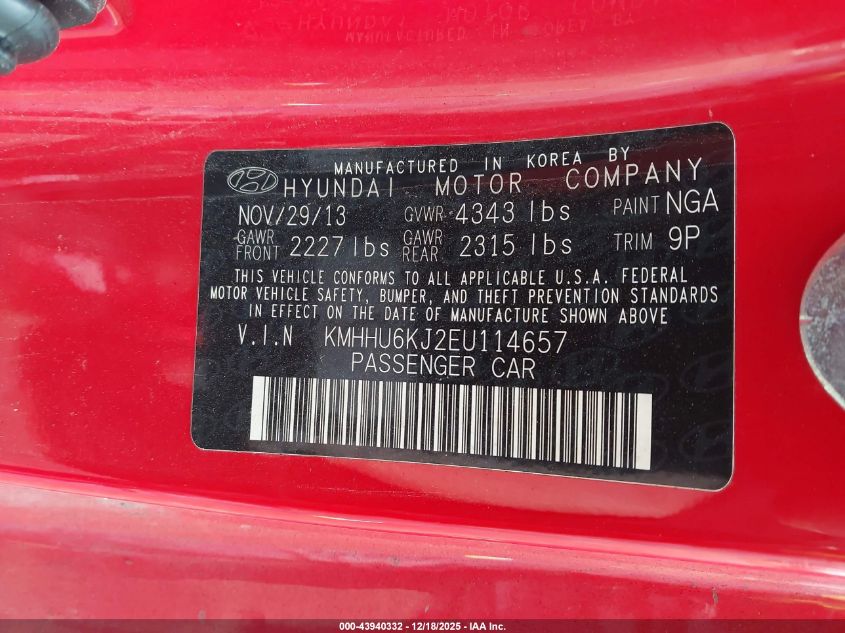 MANUFACTURED IN KOREA BY
HYUNDAI MOTOR COMPANY
NOV/29/13 GVWR 4343 lbs PAINT NGA
GAWR FRONT 2227 lbs GAWR REAR 2315 lbs TRIM 9P
THIS VEHICLE CONFORMS TO ALL APPLICABLE U.S.A. FEDERAL
MOTOR VEHICLE SAFETY, BUMPER, AND THEFT PREVENTION STANDARDS
IN EFFECT ON THE DATE OF MANUFACTURE SHOWN ABOVE
V.I.N KMHHU6KJ2EU114657
PASSENGER CAR
000-43940332 - 12/18/2025 - IAA Inc.